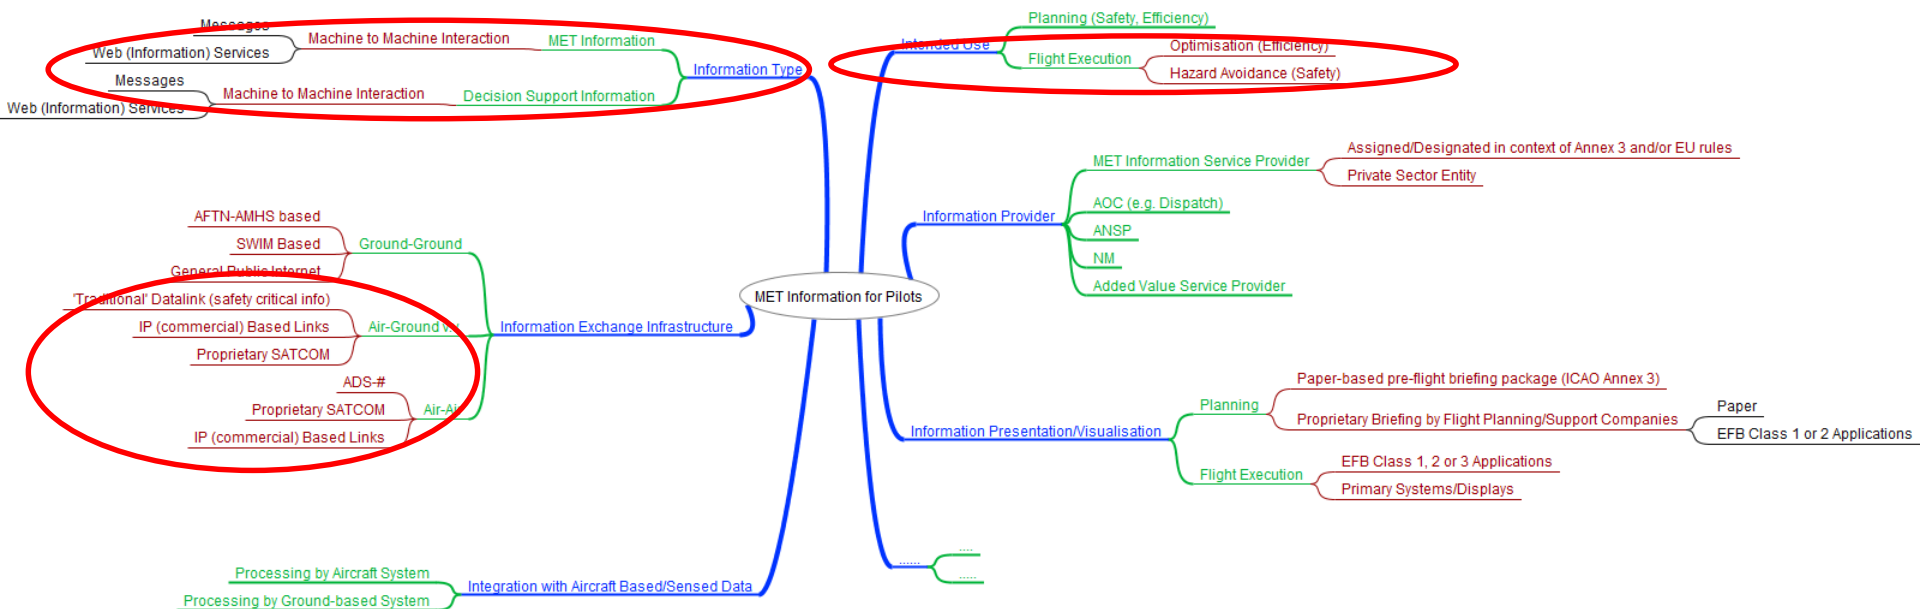 Messages
Web (Information) Services
Machine to Machine Interaction
MET Information
Messages
Web (Information) Services
Machine to Machine Interaction
Decision Support Information
Information Type
Intended Use
Planning (Safety, Efficiency)
Flight Execution
Optimisation (Efficiency)
Hazard Avoidance (Safety)
Information Provider
MET Information Service Provider
Assigned/Designated in context of Annex 3 and/or EU rules
Private Sector Entity
AOC (e.g. Dispatch)
ANSP
NM
Added Value Service Provider
AFTN-AMHS based
SWIM Based
General Public Internet
Ground-Ground
'Traditional' Datalink (safety critical info)
IP (commercial) Based Links
Proprietary SATCOM
Air-Ground v.v
ADS-#
Proprietary SATCOM
IP (commercial) Based Links
Air-Air
Information Exchange Infrastructure
MET Information for Pilots
Information Presentation/Visualisation
Planning
Paper-based pre-flight briefing package (ICAO Annex 3)
Proprietary Briefing by Flight Planning/Support Companies
Paper
EFB Class 1 or 2 Applications
Flight Execution
EFB Class 1, 2 or 3 Applications
Primary Systems/Displays
......
....
.....
Processing by Aircraft System
Processing by Ground-based System
Integration with Aircraft Based/Sensed Data